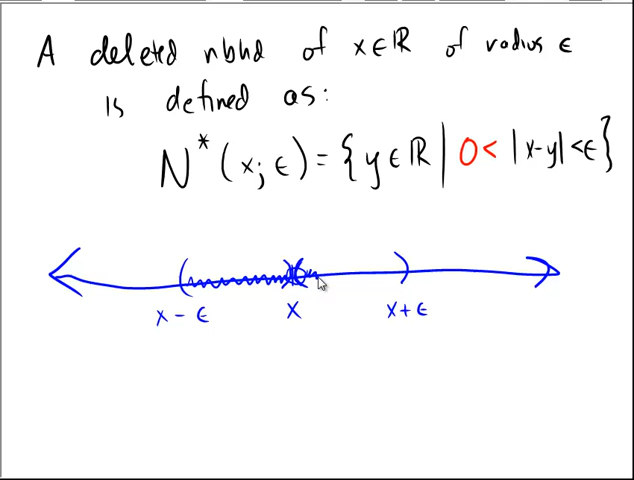 A deleted nbhd of x∈ℝ of radius ϵ
is defined as:
N*(x; ϵ) = {y ∈ ℝ | 0 < |x-y| < ϵ}
x - ϵ x x + ϵ